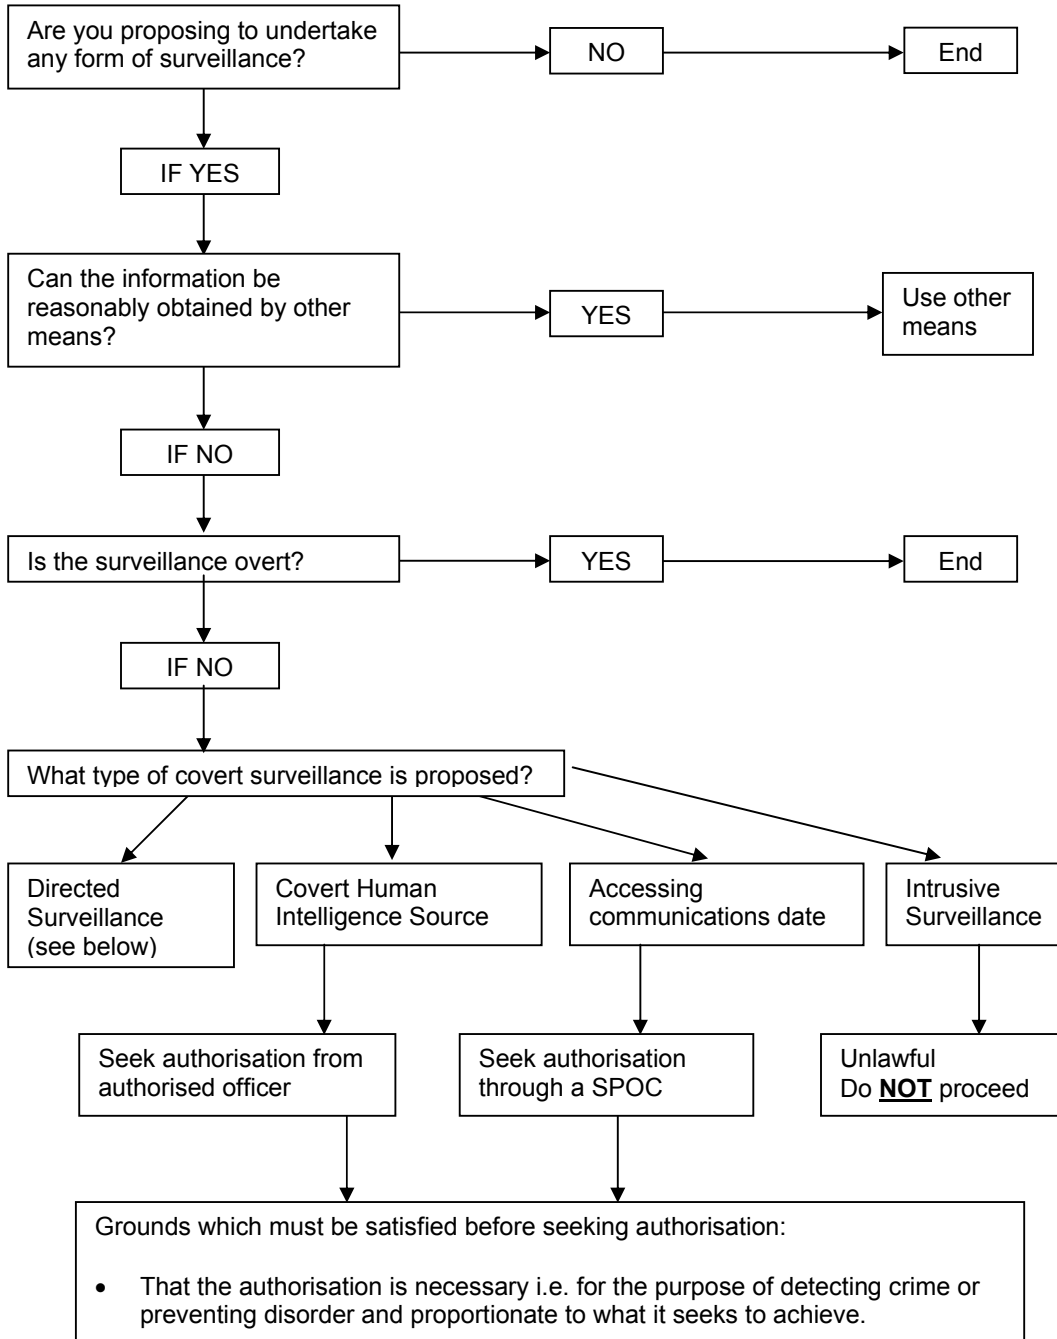 Are you proposing to undertake
any form of surveillance?
NO
End
IF YES
Can the information be
reasonably obtained by other
means?
YES
Use other
means
IF NO
Is the surveillance overt?
YES
End
IF NO
What type of covert surveillance is proposed?
Directed
Surveillance
(see below)
Covert Human
Intelligence Source
Accessing
communications date
Intrusive
Surveillance
Seek authorisation from
authorised officer
Seek authorisation
through a SPOC
Unlawful
Do NOT proceed
Grounds which must be satisfied before seeking authorisation:
• That the authorisation is necessary i.e. for the purpose of detecting crime or
preventing disorder and proportionate to what it seeks to achieve.